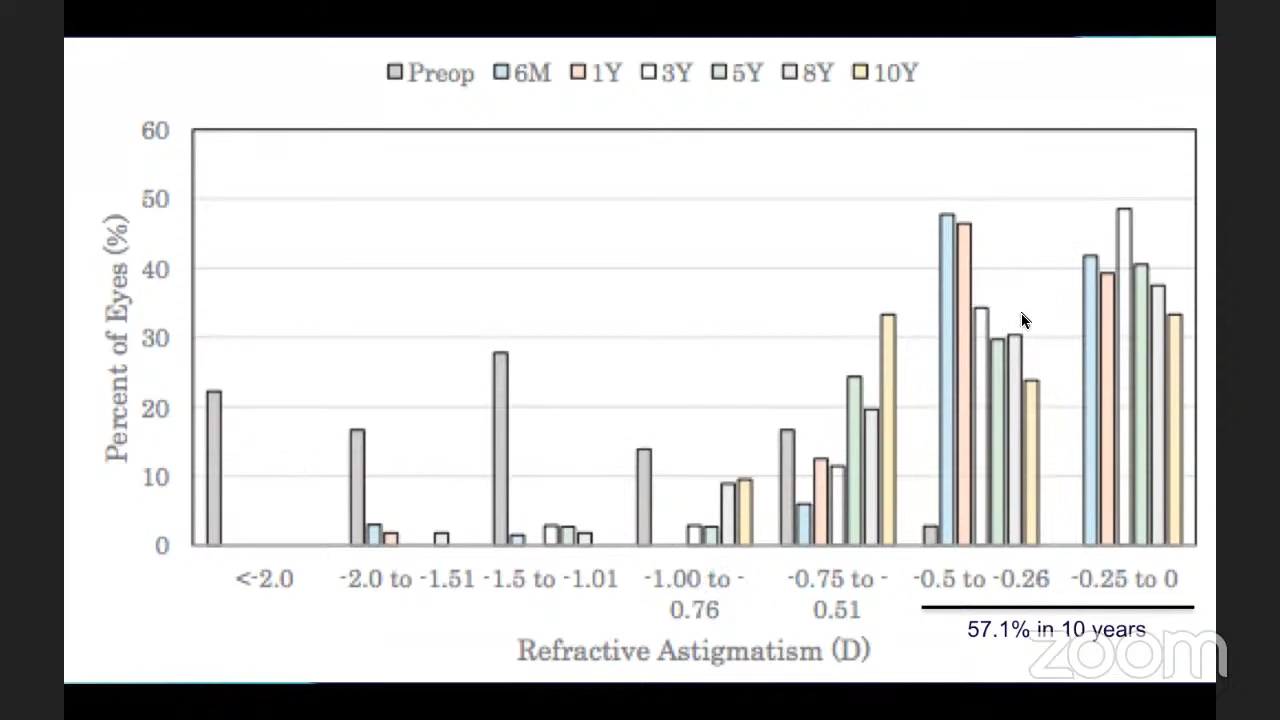 Preop 6M 1Y 3Y 5Y 8Y 10Y
60
50
40
30
20
10
0
Percent of Eyes (%)
<-2.0 -2.0 to -1.51 -1.5 to -1.01 -1.00 to - -0.75 to - -0.5 to -0.26 -0.25 to 0
0.76 0.51
57.1% in 10 years
Refractive Astigmatism (D)
zoom